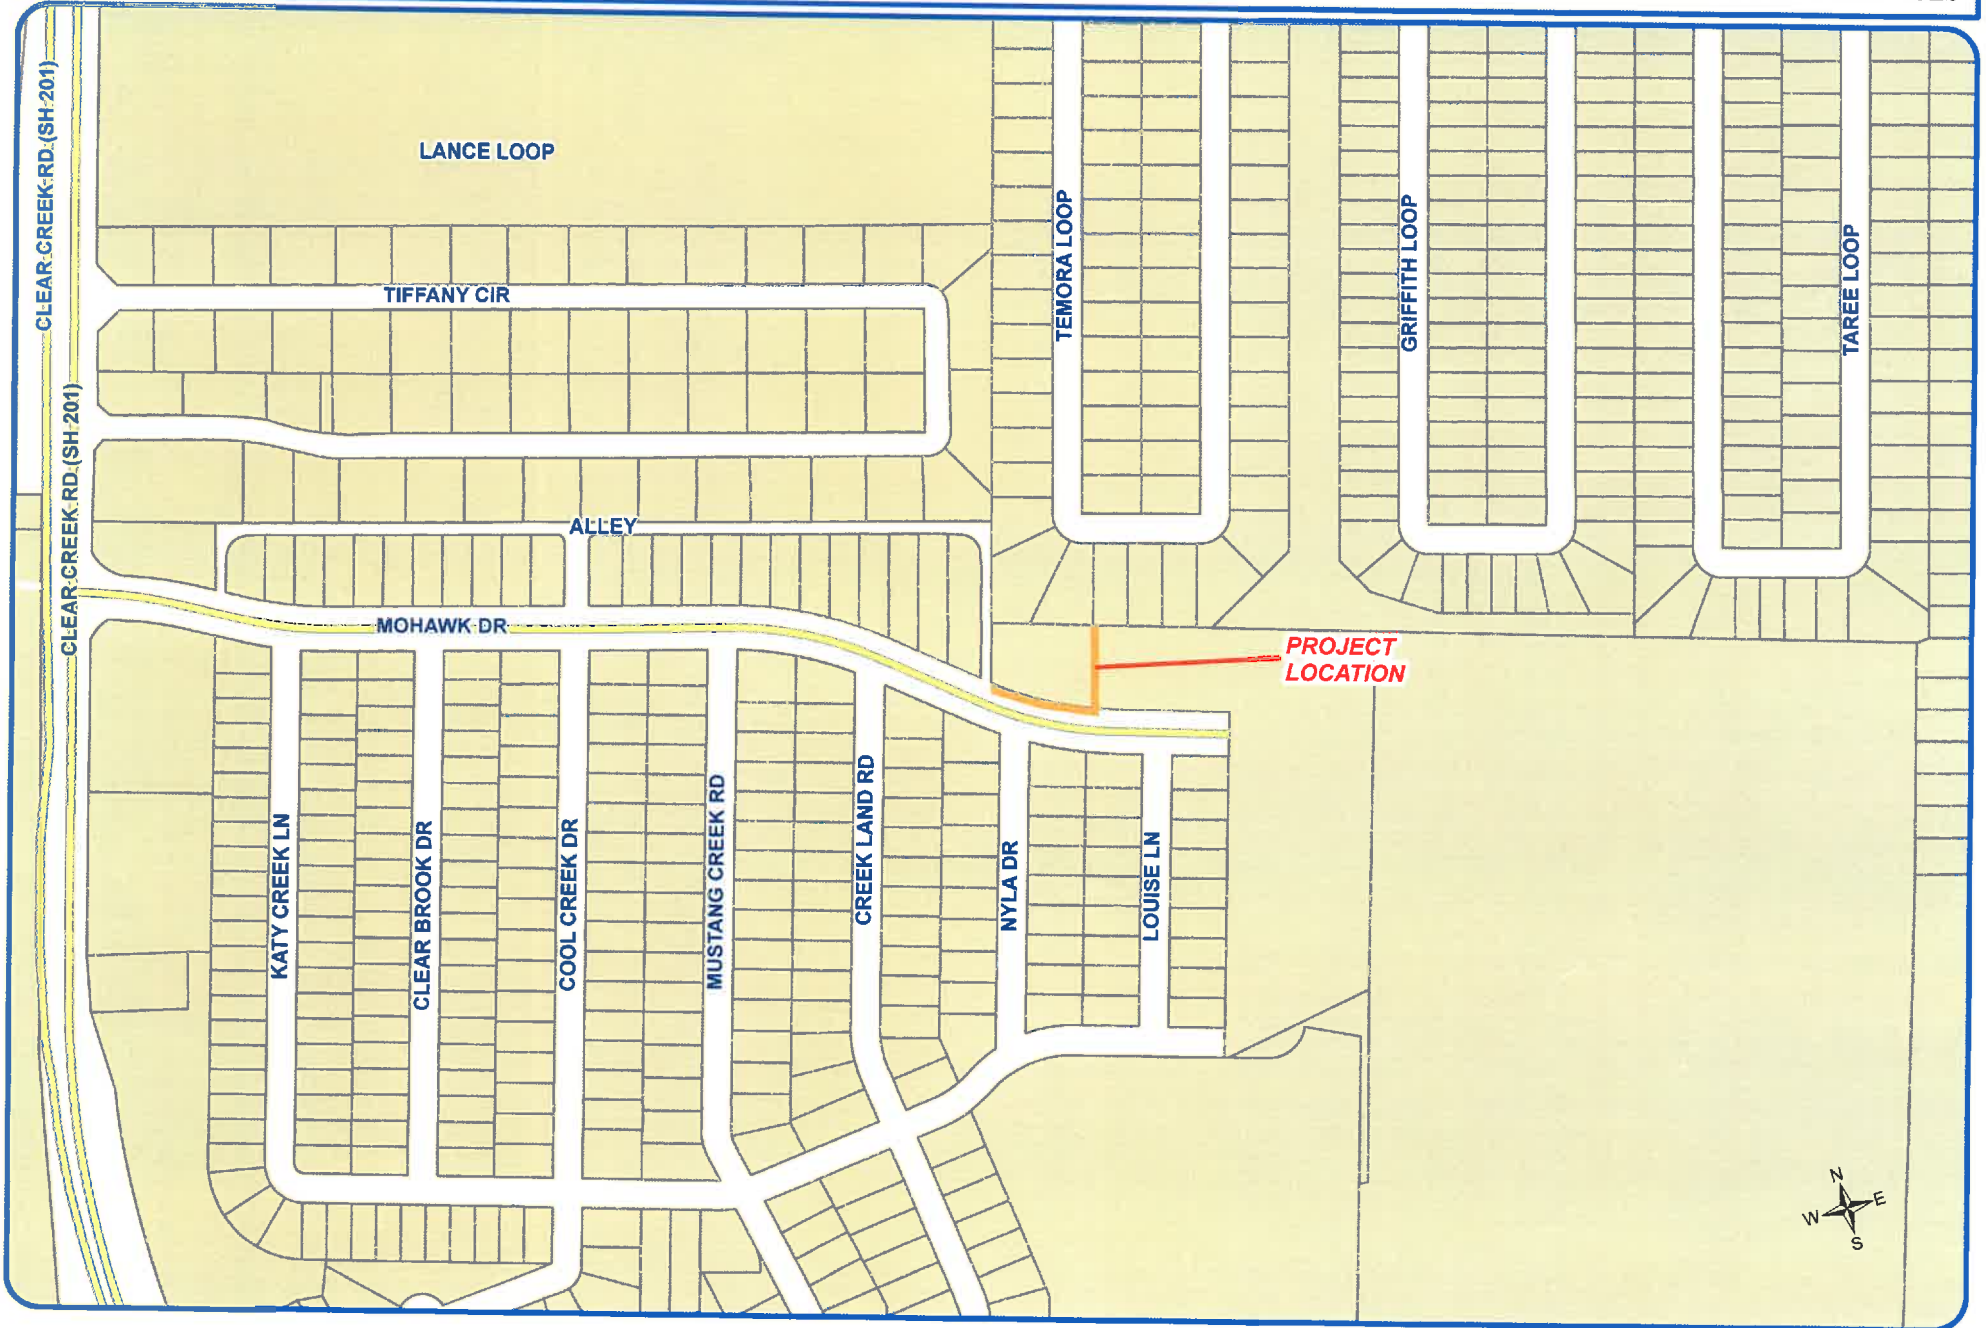 CLEAR CREEK RD (SH 201)
LANCE LOOP
TEMORA LOOP
GRIFFITH LOOP
TAREE LOOP
TIFFANY CIR
CLEAR CREEK RD (SH 201)
ALLEY
MOHAWK DR
PROJECT
LOCATION
KATY CREEK LN
CLEAR BROOK DR
COOL CREEK DR
MUSTANG CREEK RD
CREEK LAND RD
NYLA DR
LOUISE LN
N
W E
S